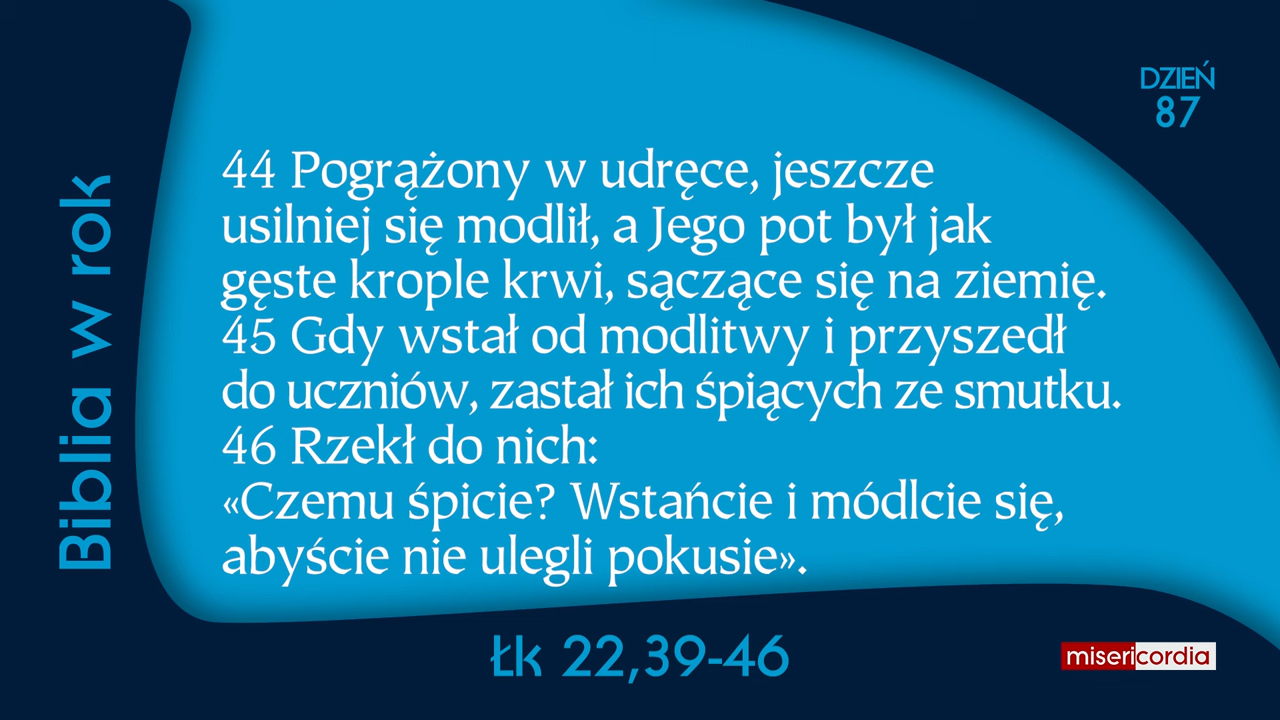 DZIEŃ
87
Biblia w rok
44 Pogrążony w udręce, jeszcze
usilniej się modlił, a Jego pot był jak
gęste krople krwi, sączące się na ziemię.
45 Gdy wstał od modlitwy i przyszedł
do uczniów, zastał ich śpiących ze smutku.
46 Rzekł do nich:
«Czemu śpicie? Wstańcie i módlcie się,
abyście nie ulegli pokusie».
Łk 22,39-46
misericordia